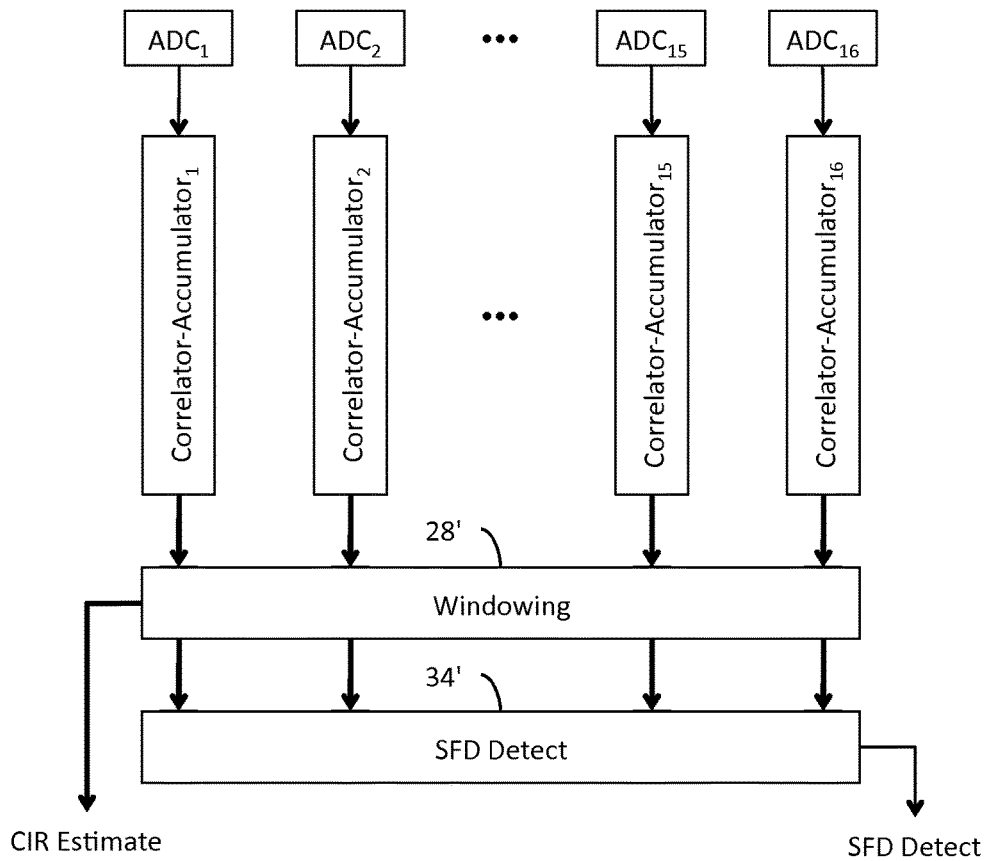 ADC1
ADC2
•••
ADC15
ADC16
Correlator-Accumulator1
Correlator-Accumulator2
•••
Correlator-Accumulator15
Correlator-Accumulator16
28'
Windowing
34'
SFD Detect
CIR Estimate
SFD Detect